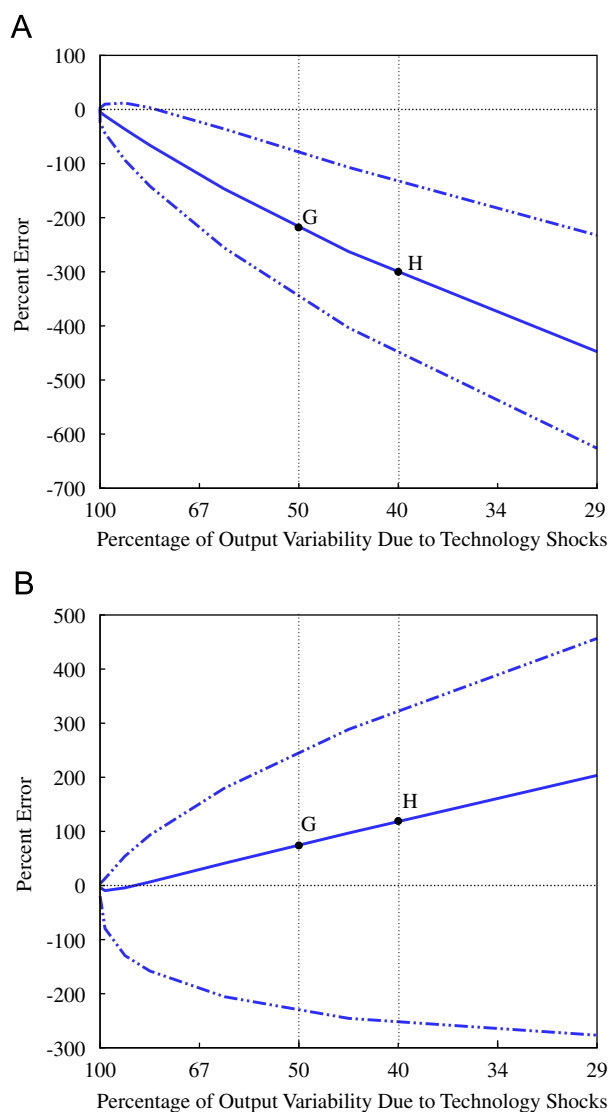 A
100
0
-100
-200
-300
-400
-500
-600
-700
Percent Error
G
H
100 67 50 40 34 29
Percentage of Output Variability Due to Technology Shocks
B
500
400
300
200
100
0
-100
-200
-300
Percent Error
G
H
100 67 50 40 34 29
Percentage of Output Variability Due to Technology Shocks